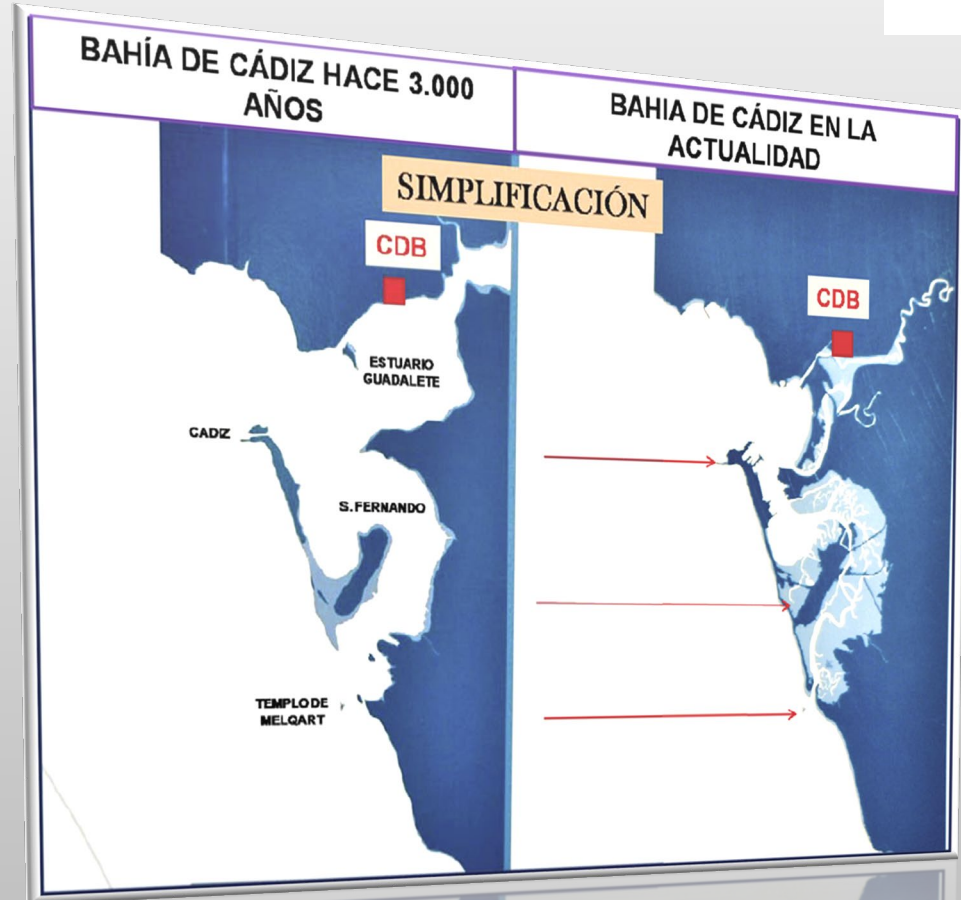 BAHÍA DE CÁDIZ HACE 3.000
AÑOS
BAHIA DE CÁDIZ EN LA
ACTUALIDAD
SIMPLIFICACIÓN
CDB
ESTUARIO
GUADALETE
CADIZ
S. FERNANDO
TEMPLO DE
MELQART
CDB